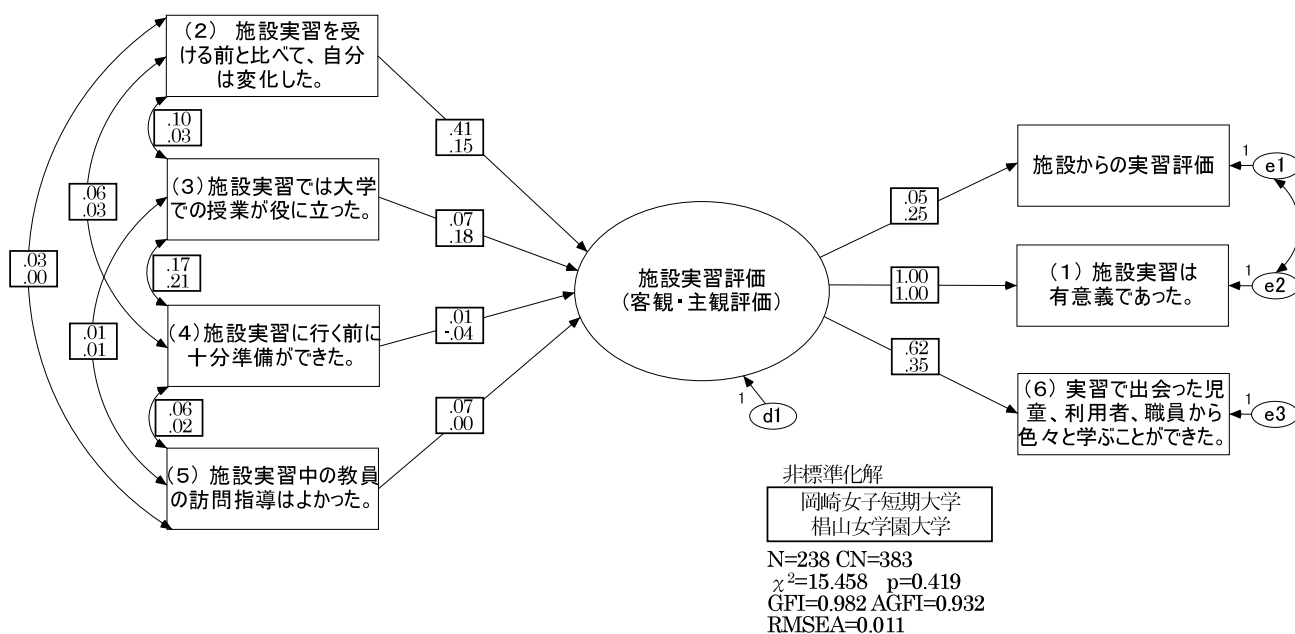 (2) 施設実習を受
ける前と比べて、自分
は変化した。
.10
.03
.41
.15
(3)施設実習では大学
での授業が役に立った。
.06
.03
.07
.18
.03
.00
.17
.21
(4)施設実習に行く前に
十分準備ができた。
.01
-.04
.01
.01
.06
.02
.07
.00
(5) 施設実習中の教員
の訪問指導はよかった。
施設実習評価
(客観・主観評価)
1
d1
.05
.25
施設からの実習評価
1
e1
1.00
1.00
(1) 施設実習は
有意義であった。
1
e2
.62
.35
(6) 実習で出会った児
童、利用者、職員から
色々と学ぶことができた。
1
e3
非標準化解
岡崎女子短期大学
椙山女学園大学
N=238 CN=383
χ²=15.458 p=0.419
GFI=0.982 AGFI=0.932
RMSEA=0.011